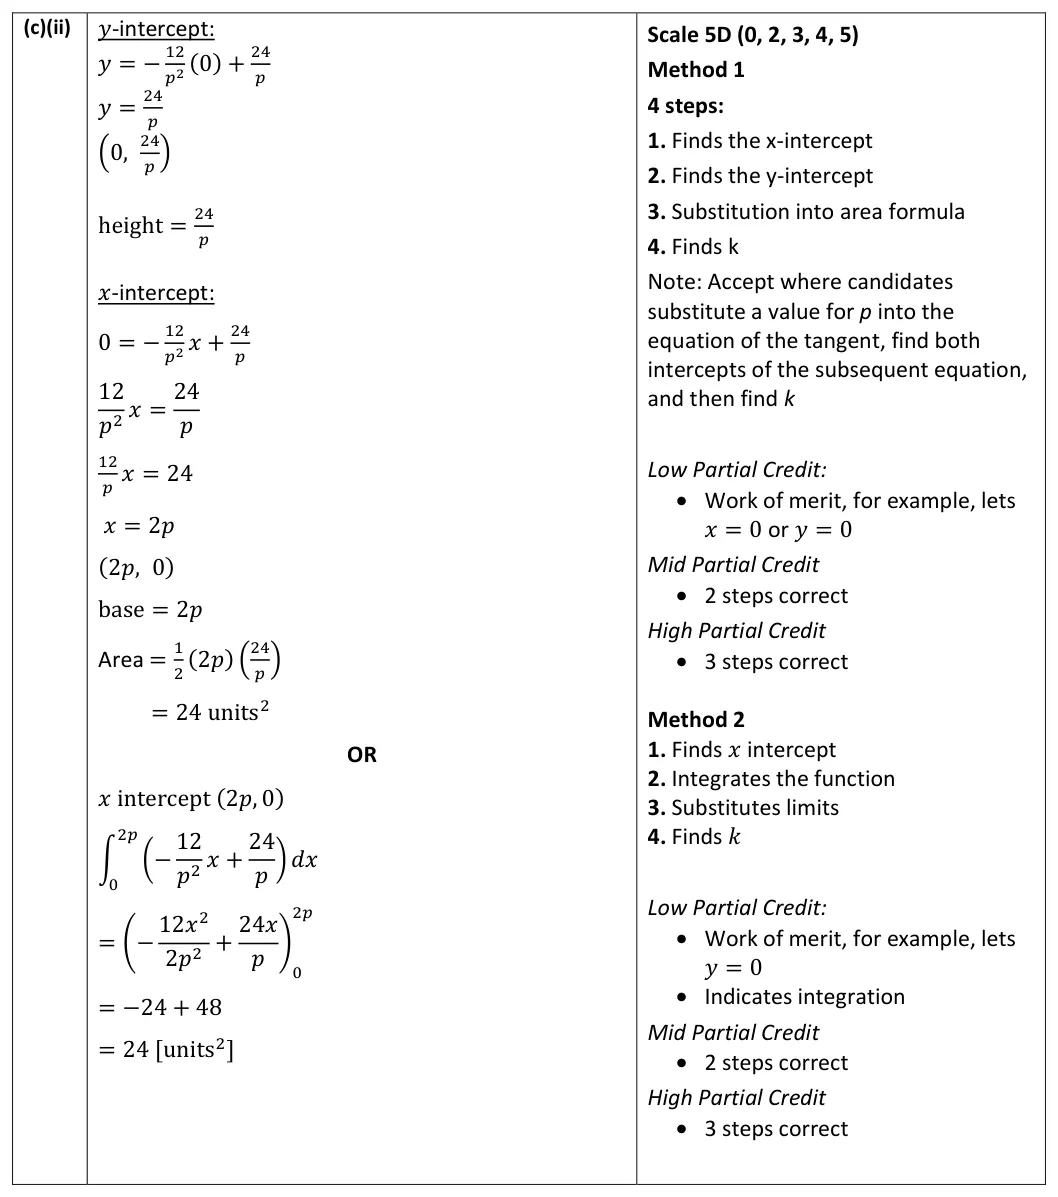 (c)(ii)
y-intercept:
y = −12/p² (0) + 24/p
y = 24/p
(0, 24/p)
height = 24/p
x-intercept:
0 = −12/p² x + 24/p
12/p² x = 24/p
12/p x = 24
x = 2p
(2p, 0)
base = 2p
Area = 1/2 (2p) (24/p)
= 24 units²
OR
x intercept (2p, 0)
∫₀²ᵖ (−12/p² x + 24/p) dx
= (−12x²/2p² + 24x/p)₀²ᵖ
= −24 + 48
= 24 [units²]
Scale 5D (0, 2, 3, 4, 5)
Method 1
4 steps:
1. Finds the x-intercept
2. Finds the y-intercept
3. Substitution into area formula
4. Finds k
Note: Accept where candidates
substitute a value for p into the
equation of the tangent, find both
intercepts of the subsequent equation,
and then find k
Low Partial Credit:
• Work of merit, for example, lets
x = 0 or y = 0
Mid Partial Credit
• 2 steps correct
High Partial Credit
• 3 steps correct
Method 2
1. Finds x intercept
2. Integrates the function
3. Substitutes limits
4. Finds k
Low Partial Credit:
• Work of merit, for example, lets
y = 0
• Indicates integration
Mid Partial Credit
• 2 steps correct
High Partial Credit
• 3 steps correct